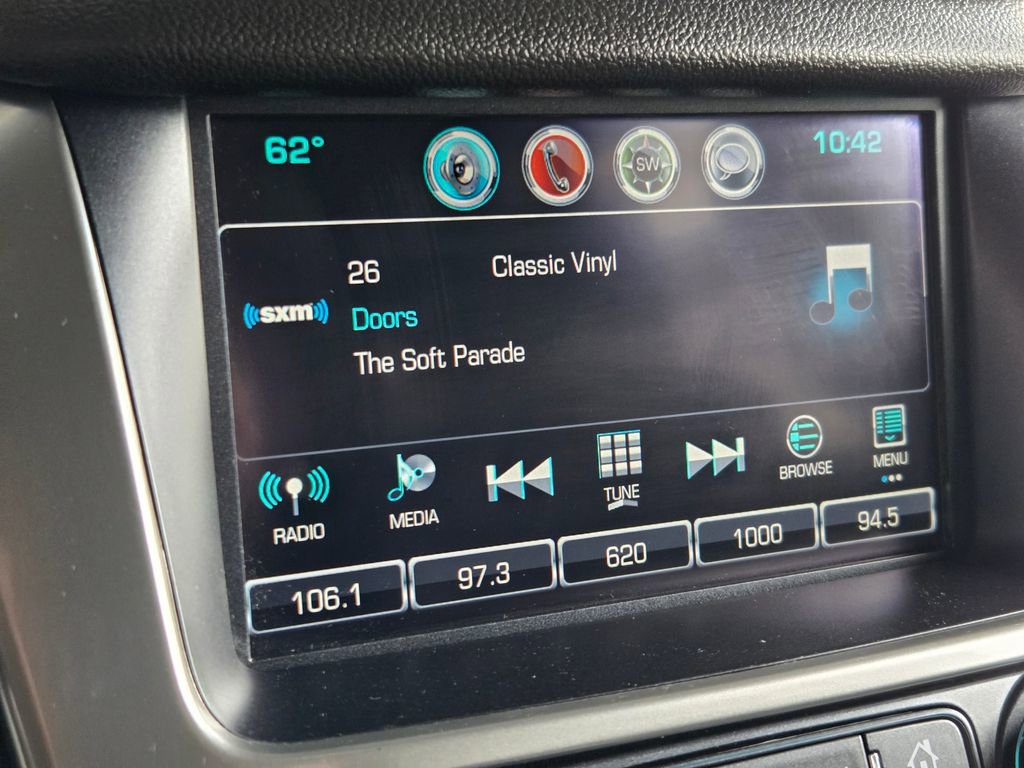 62°
SW
10:42
26 Classic Vinyl
sxm
Doors
The Soft Parade
RADIO
MEDIA
TUNE
BROWSE
MENU
106.1 97.3 620 1000 94.5